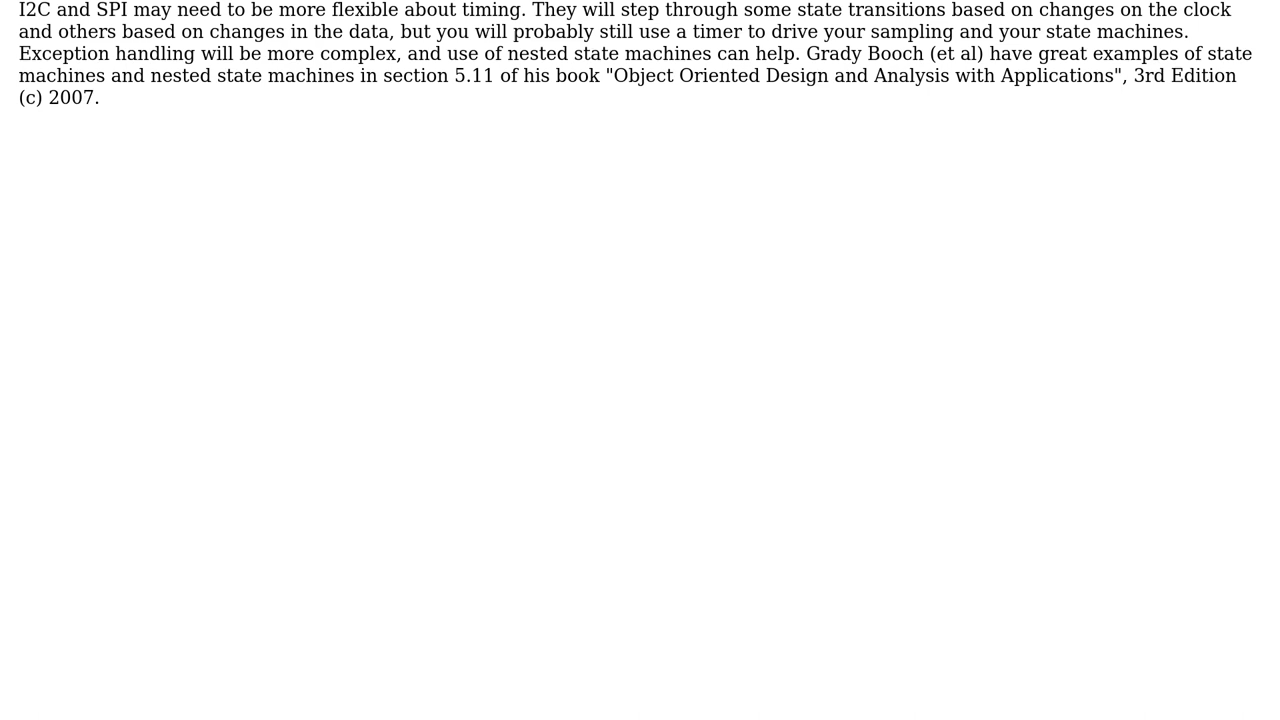 I2C and SPI may need to be more flexible about timing. They will step through some state transitions based on changes on the clock
and others based on changes in the data, but you will probably still use a timer to drive your sampling and your state machines.
Exception handling will be more complex, and use of nested state machines can help. Grady Booch (et al) have great examples of state
machines and nested state machines in section 5.11 of his book "Object Oriented Design and Analysis with Applications", 3rd Edition
(c) 2007.